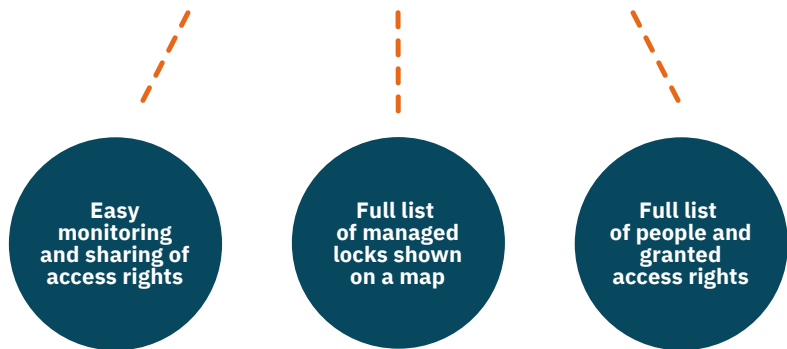 Easy
monitoring
and sharing of
access rights
Full list
of managed
locks shown
on a map
Full list
of people and
granted
access rights